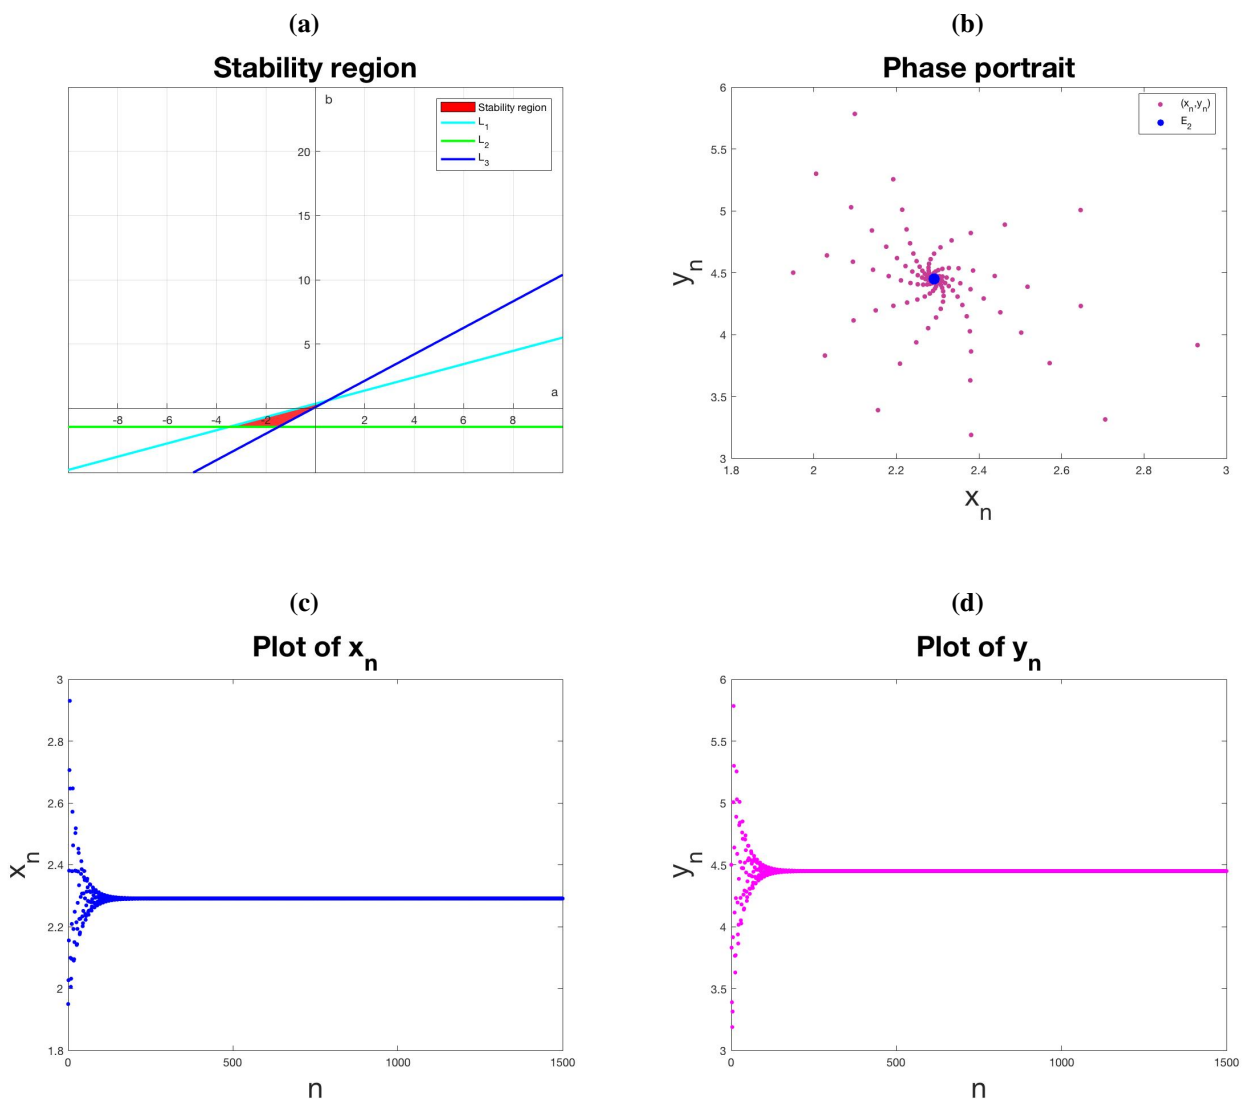 (a)
Stability region
b
Stability region
L1
L2
L3
20
15
10
5
a
-8 -6 -4 -2 2 4 6 8
(b)
Phase portrait
(xn,yn)
E2
6
5.5
5
4.5
4
3.5
3
yn
1.8 2 2.2 2.4 2.6 2.8 3
xn
(c)
Plot of xn
3
2.8
2.6
2.4
2.2
2
1.8
xn
0 500 1000 1500
n
(d)
Plot of yn
6
5.5
5
4.5
4
3.5
3
yn
0 500 1000 1500
n